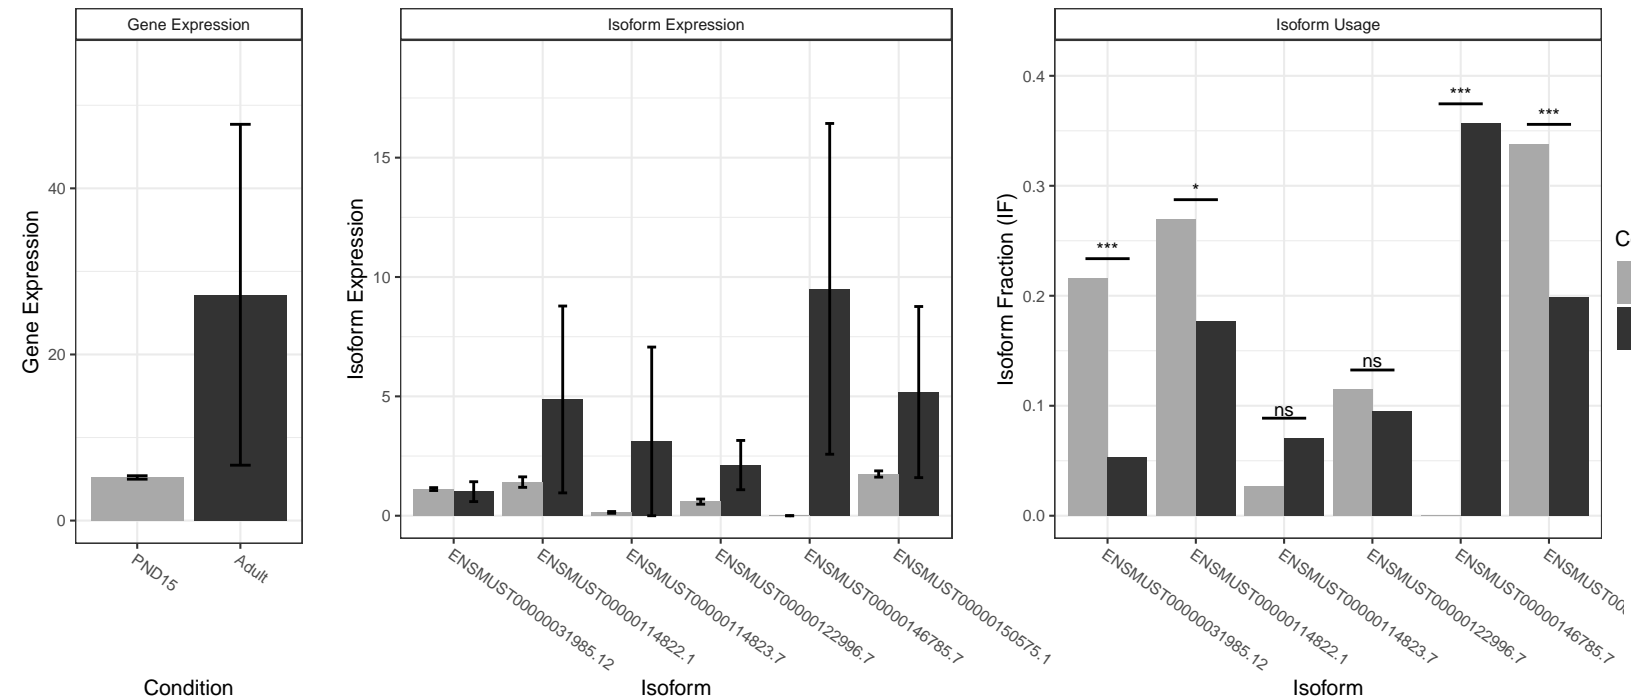 Gene Expression
Isoform Expression
Isoform Usage
Gene Expression
40
20
0
PND15
Adult
Condition
Isoform Expression
15
10
5
0
ENSMUST00000031985.12
ENSMUST00000114822.1
ENSMUST00000114823.7
ENSMUST00000122996.7
ENSMUST00000146785.7
ENSMUST00000150575.1
Isoform
Isoform Fraction (IF)
0.4
0.3
0.2
0.1
0.0
***
*
ns
ns
***
***
ENSMUST00000031985.12
ENSMUST00000114822.1
ENSMUST00000114823.7
ENSMUST00000122996.7
ENSMUST00000146785.7
Isoform